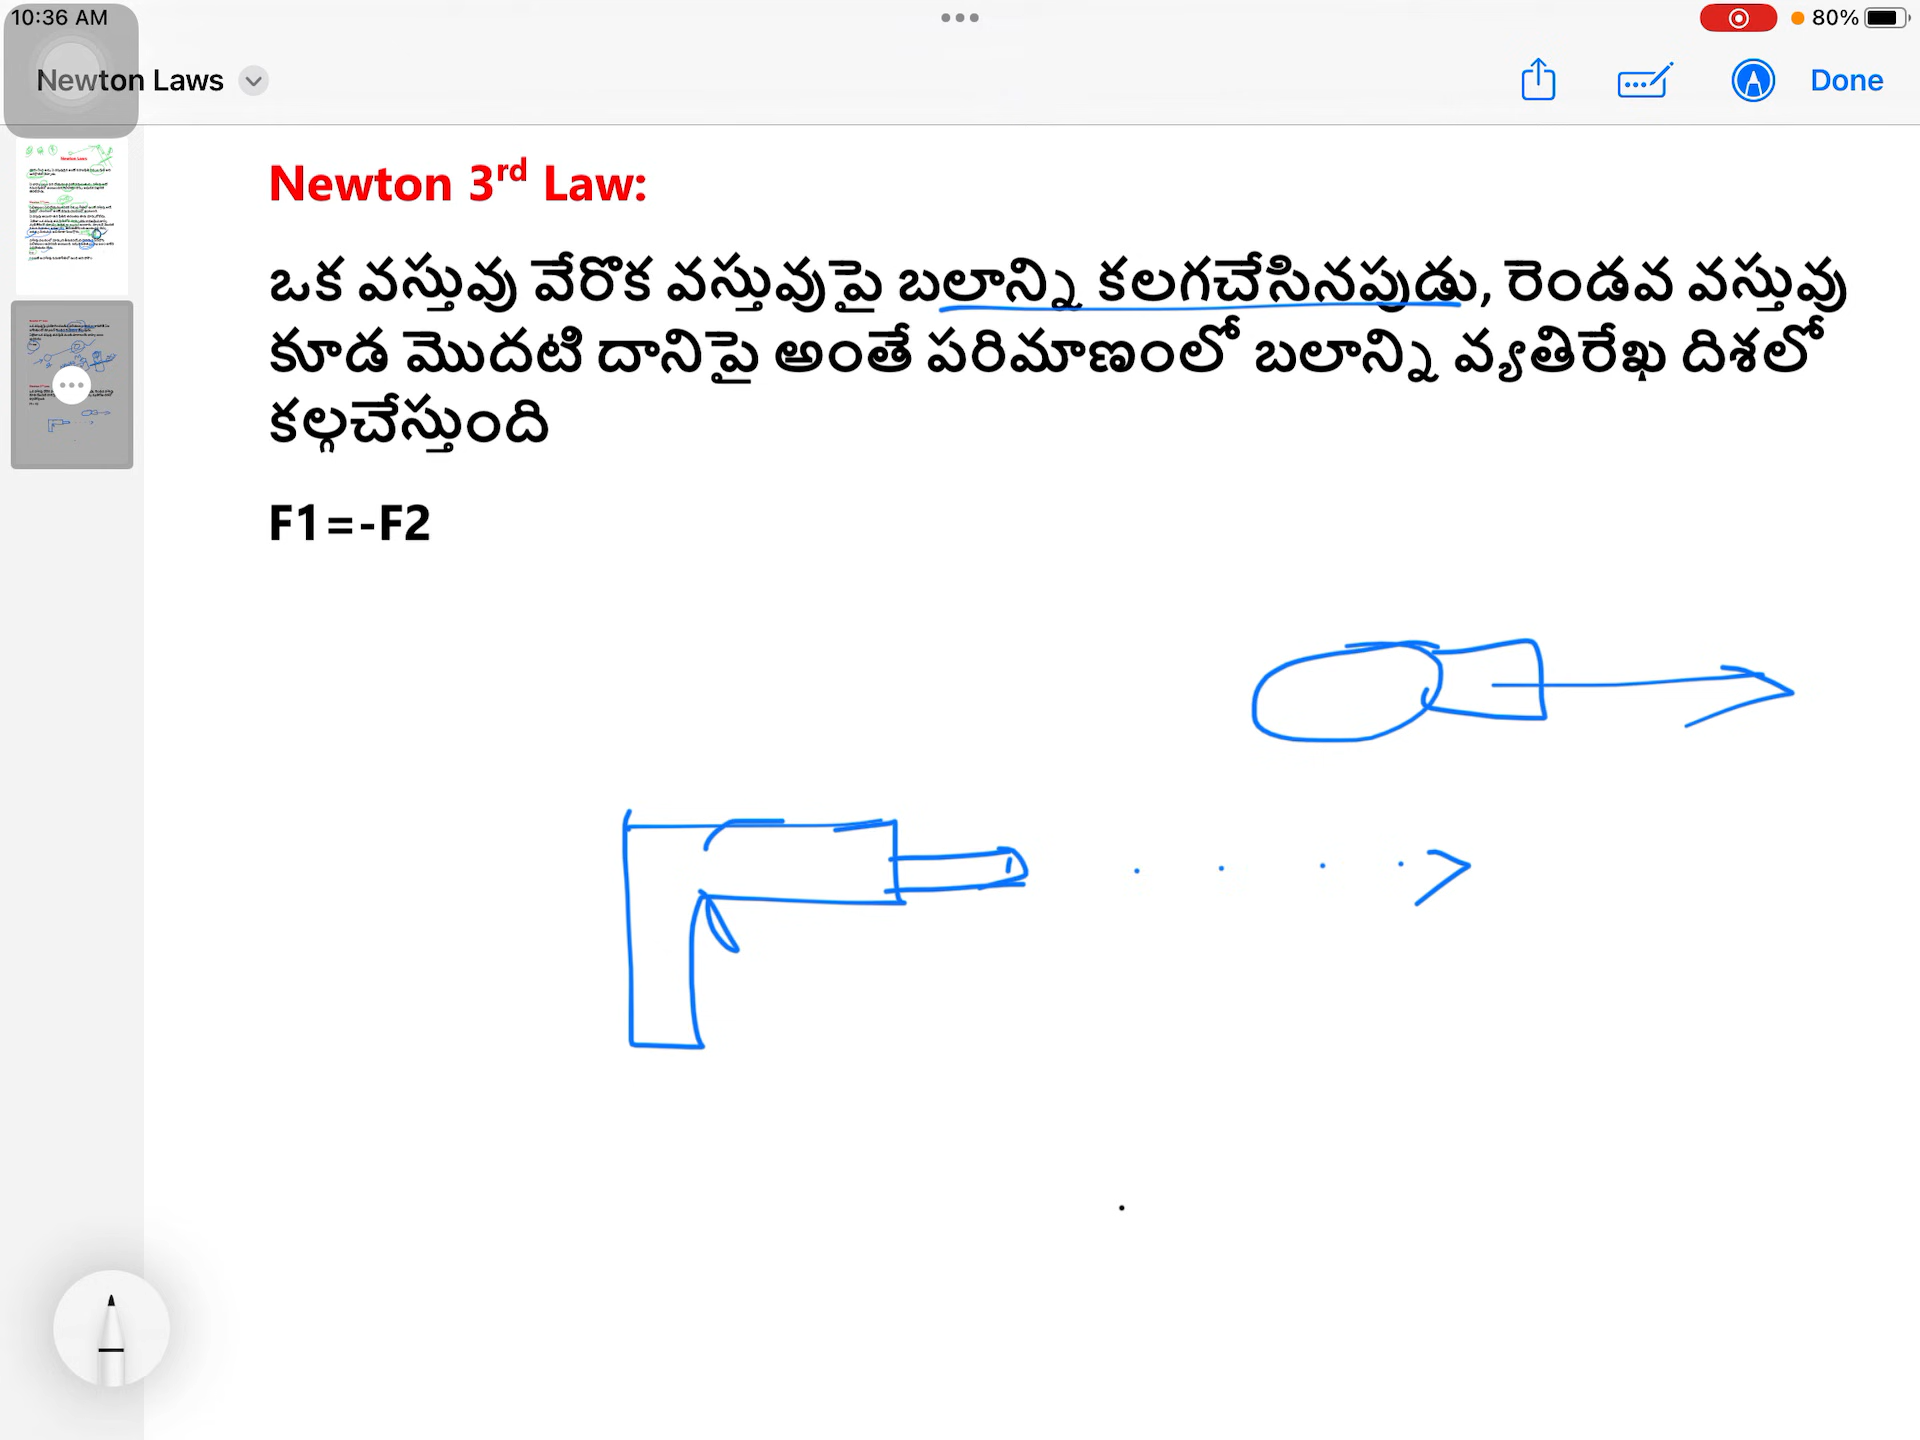 10:36 AM
80%
Newton Laws
Done
Newton 3rd Law:
ఒక వస్తువు వేరొక వస్తువుపై బలాన్ని కలగచేసినపుడు, రెండవ వస్తువు
కూడ మొదటి దానిపై అంతే పరిమాణంలో బలాన్ని వ్యతిరేఖ దిశలో
కల్గచేస్తుంది
F1=-F2